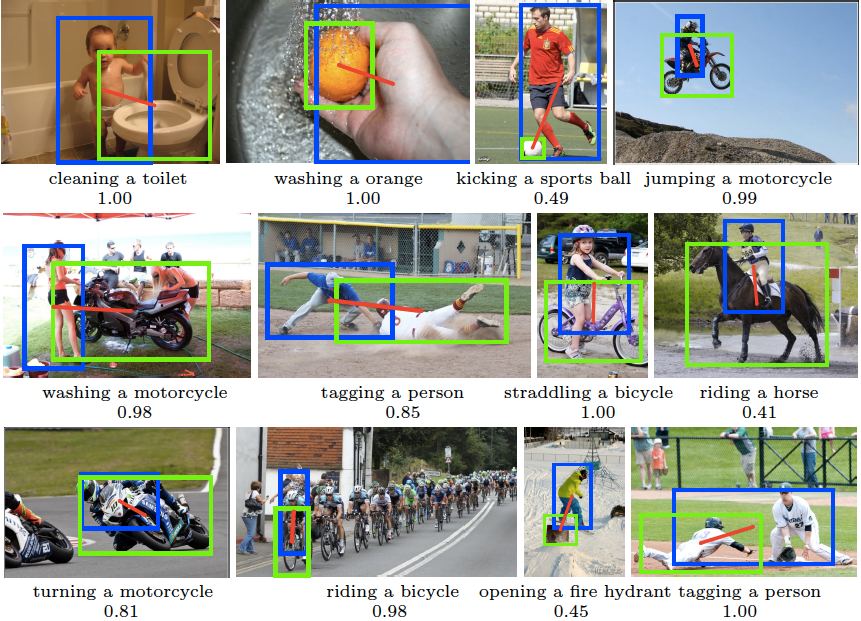 cleaning a toilet
1.00
washing a orange
1.00
kicking a sports ball
0.49
jumping a motorcycle
0.99
washing a motorcycle
0.98
tagging a person
0.85
straddling a bicycle
1.00
riding a horse
0.41
turning a motorcycle
0.81
riding a bicycle
0.98
opening a fire hydrant
0.45
tagging a person
1.00